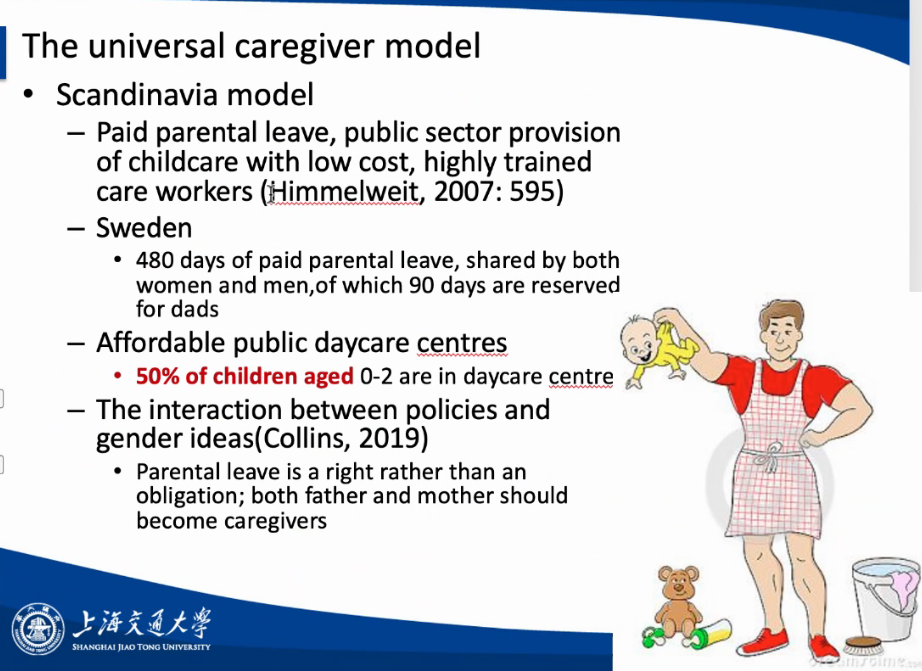 The universal caregiver model
• Scandinavia model
– Paid parental leave, public sector provision
of childcare with low cost, highly trained
care workers (Himmelweit, 2007: 595)
– Sweden
• 480 days of paid parental leave, shared by both
women and men,of which 90 days are reserved
for dads
– Affordable public daycare centres
• 50% of children aged 0-2 are in daycare centre
– The interaction between policies and
gender ideas(Collins, 2019)
• Parental leave is a right rather than an
obligation; both father and mother should
become caregivers
上海交通大学
SHANGHAI JIAO TONG UNIVERSITY